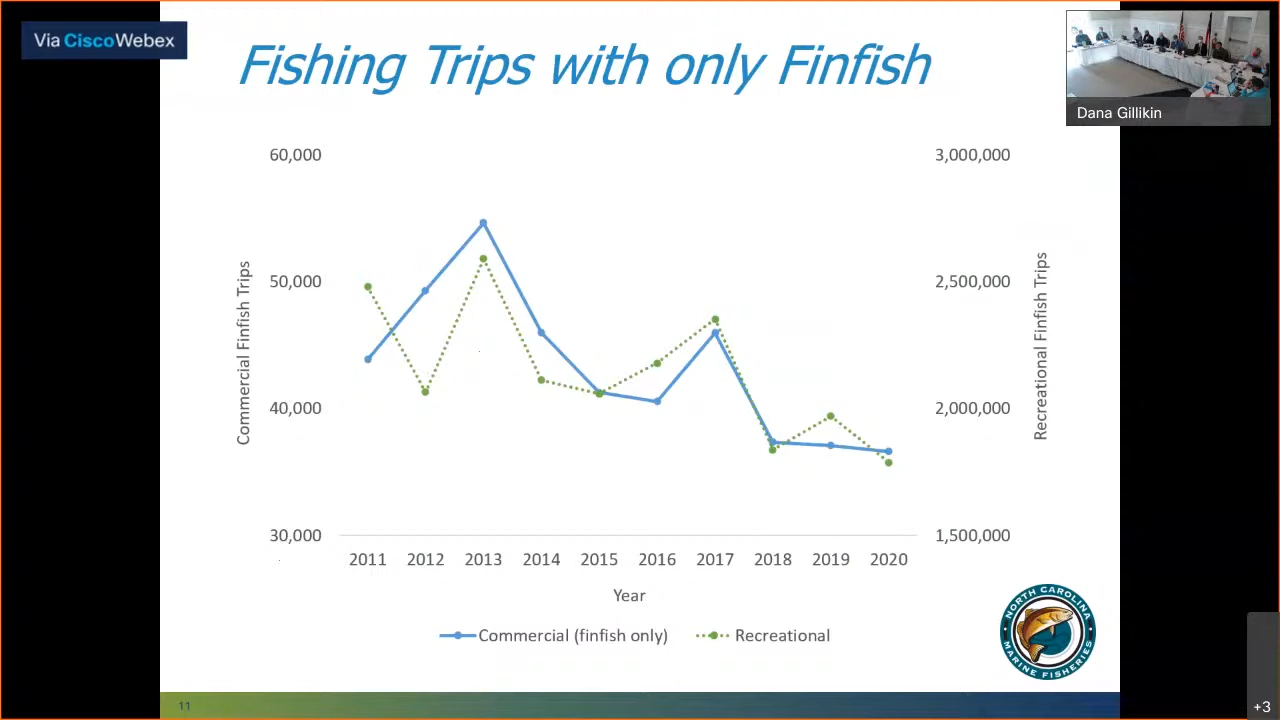 Via CiscoWebex
Fishing Trips with only Finfish
Dana Gillikin
60,000
50,000
40,000
30,000
Commercial Finfish Trips
3,000,000
2,500,000
2,000,000
1,500,000
Recreational Finfish Trips
2011 2012 2013 2014 2015 2016 2017 2018 2019 2020
Year
Commercial (finfish only) Recreational
NORTH CAROLINA
MARINE FISHERIES
11
+3